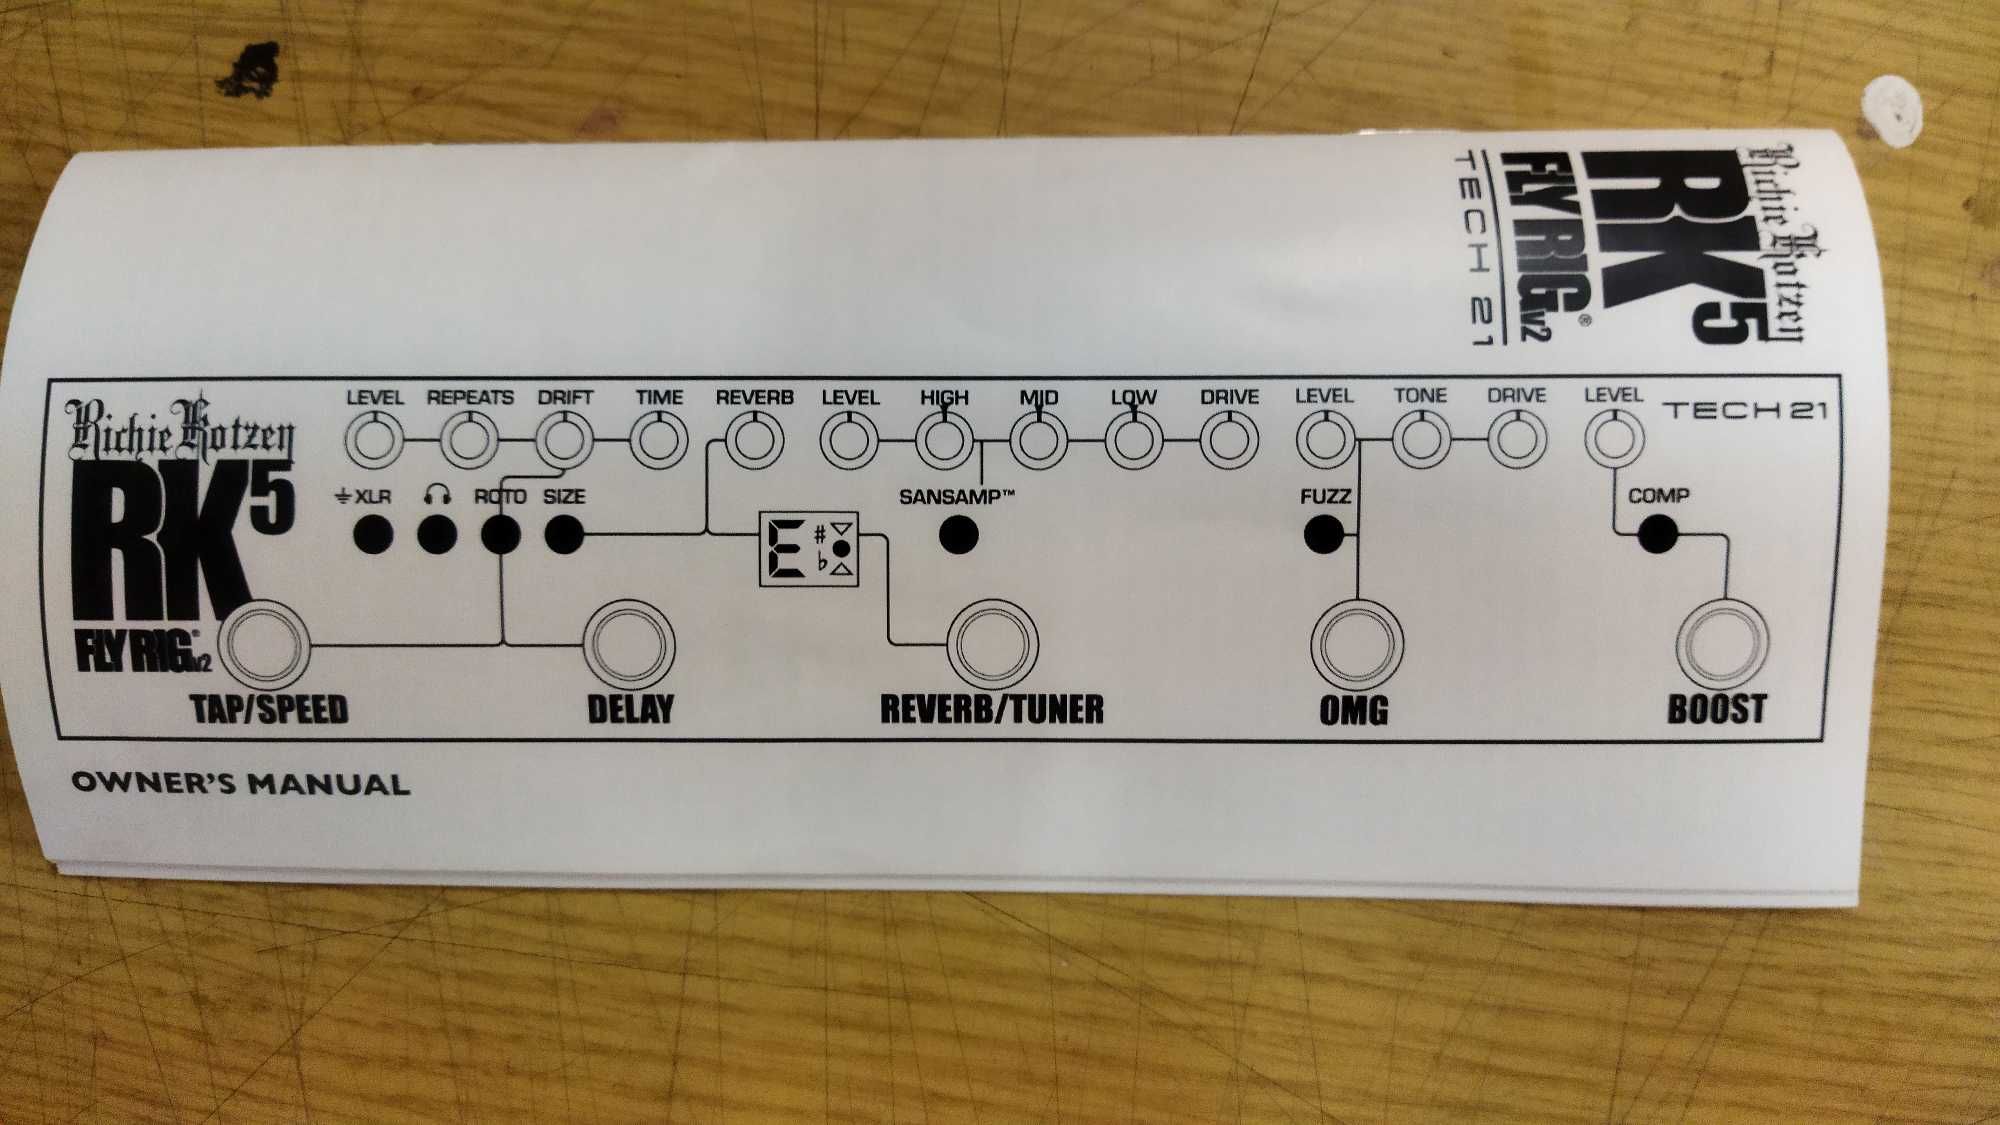 Richie Kotzen
RK5
FLY RIG® v2
TECH 21
Richie Kotzen
RK5
FLY RIG® v2
LEVEL REPEATS DRIFT TIME REVERB LEVEL HIGH MID LOW DRIVE LEVEL TONE DRIVE LEVEL TECH 21
XLR ROTO SIZE SANSAMP™ FUZZ COMP
E # ♭
TAP/SPEED DELAY REVERB/TUNER OMG BOOST
OWNER'S MANUAL